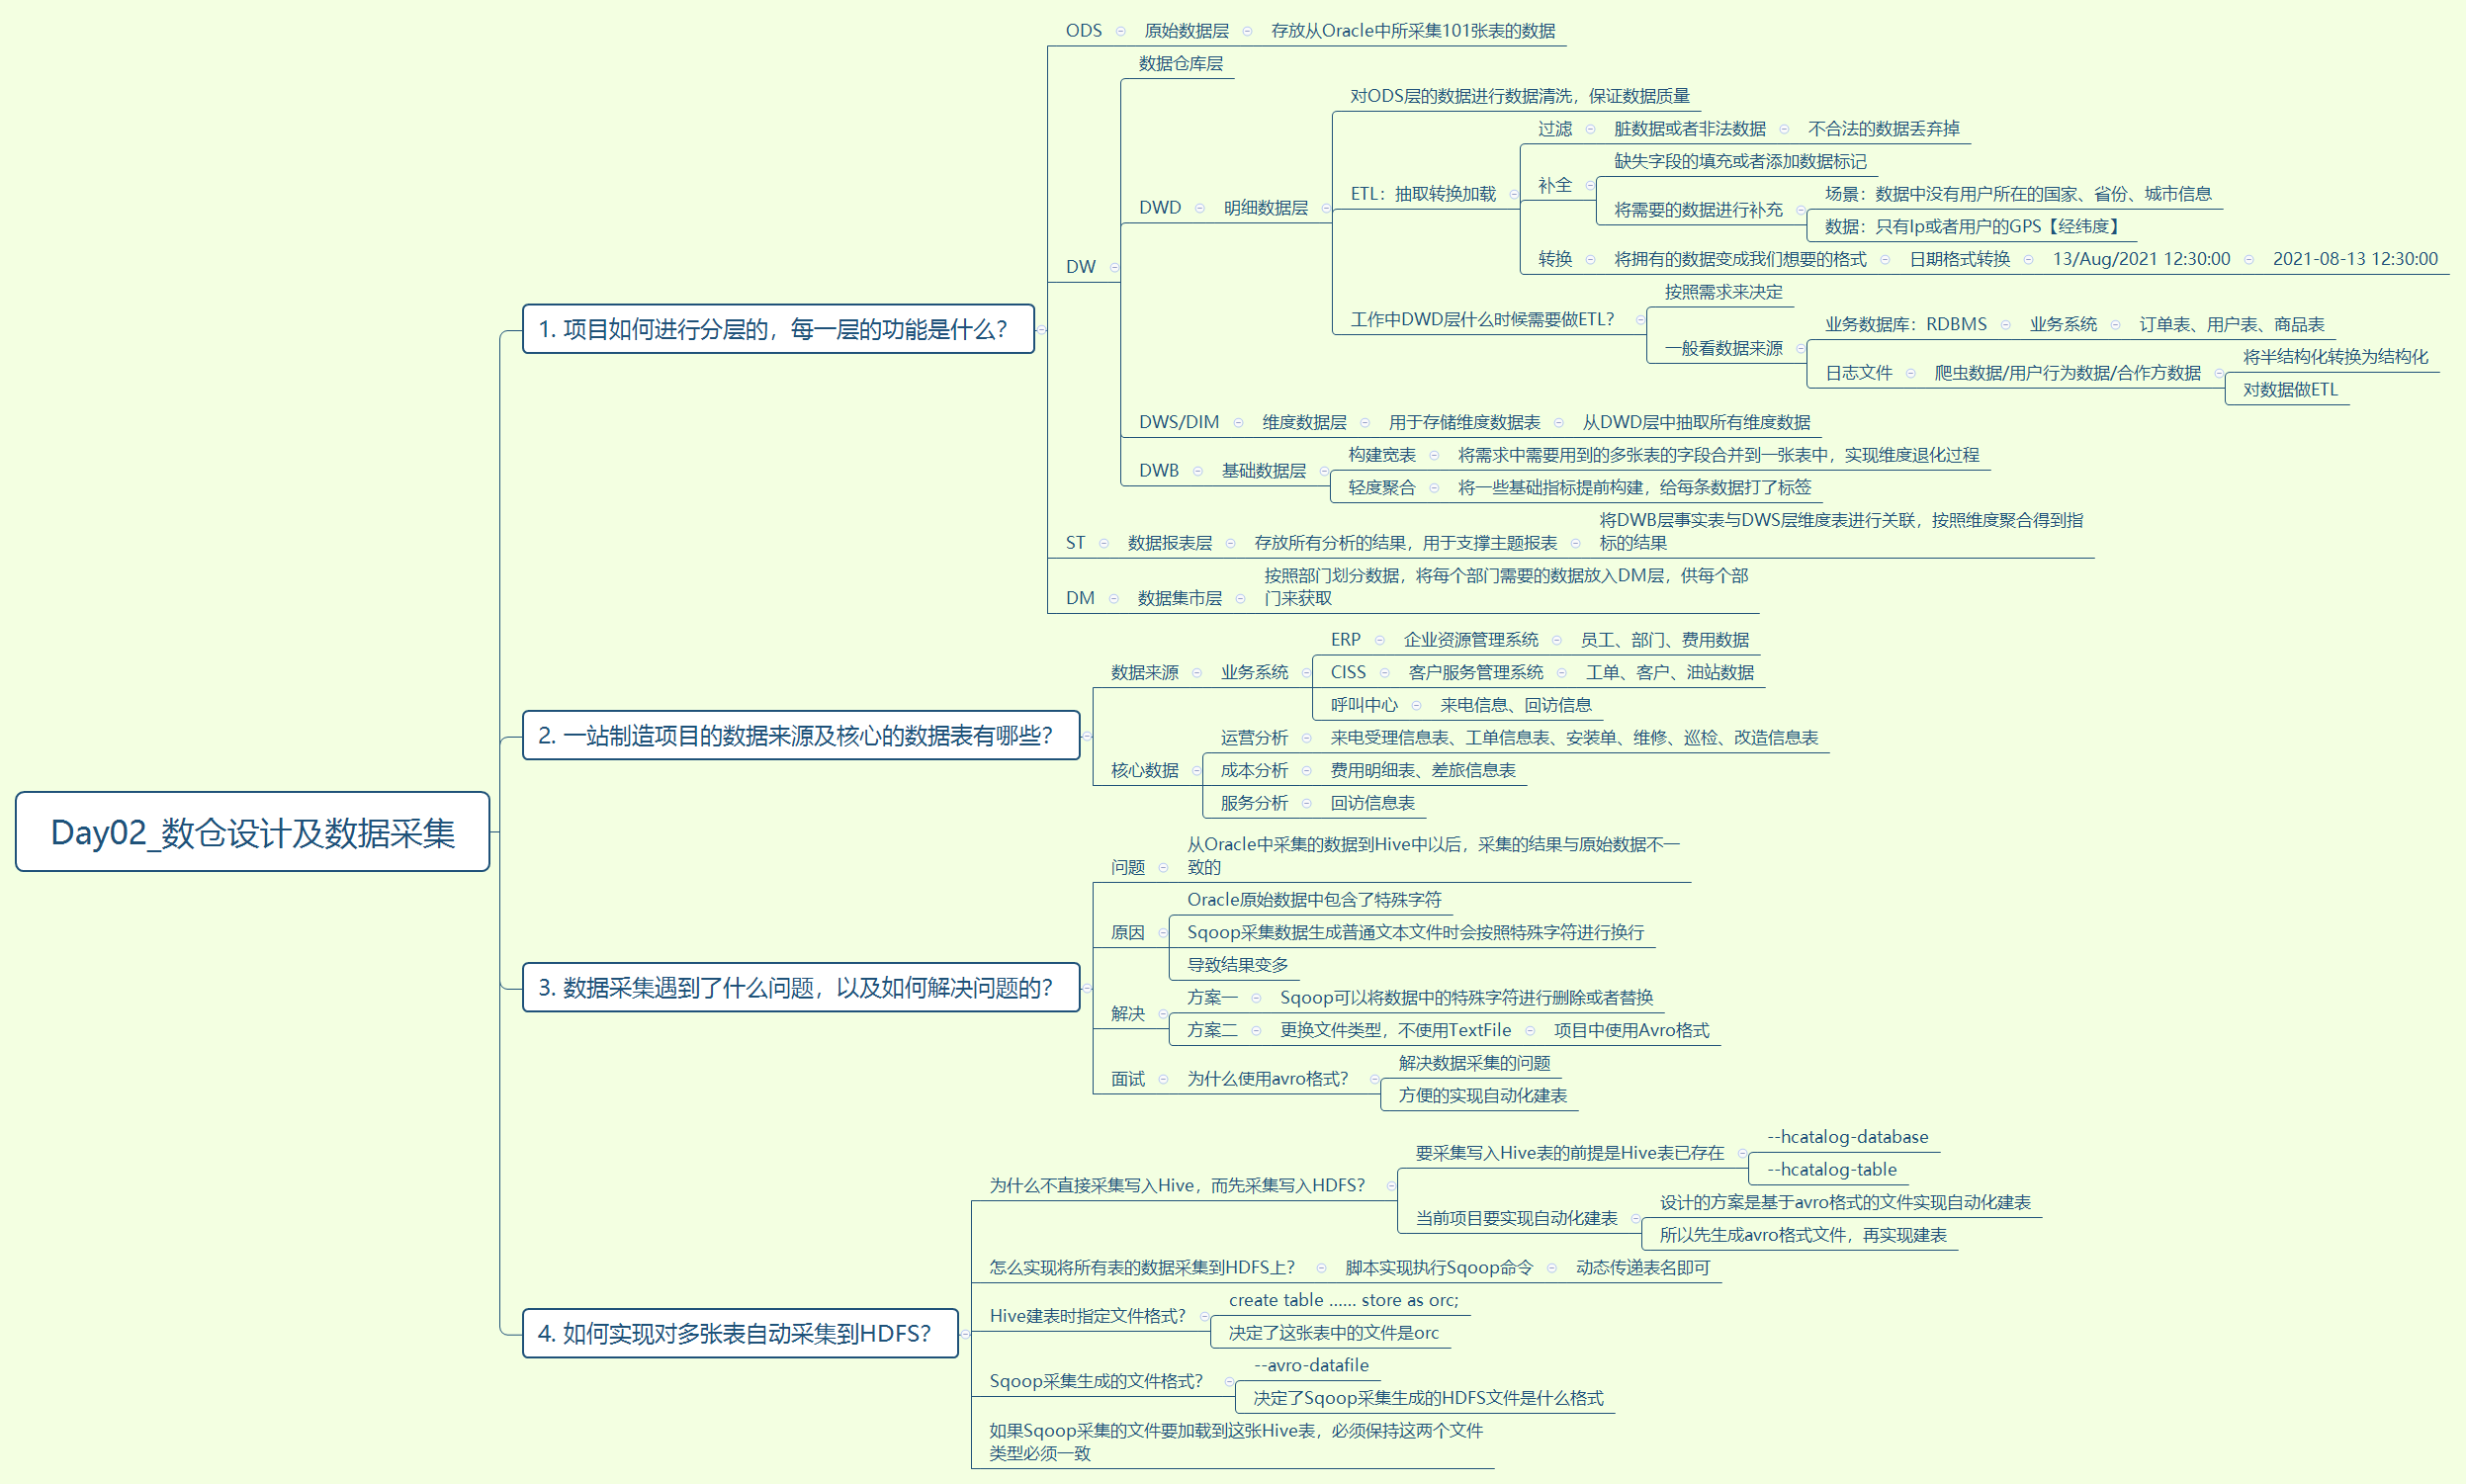 Day02_数仓设计及数据采集
1. 项目如何进行分层的，每一层的功能是什么？
ODS
原始数据层
存放从Oracle中所采集101张表的数据
DW
数据仓库层
DWD
明细数据层
对ODS层的数据进行数据清洗，保证数据质量
ETL：抽取转换加载
过滤
脏数据或者非法数据
不合法的数据丢弃掉
补全
缺失字段的填充或者添加数据标记
将需要的数据进行补充
场景：数据中没有用户所在的国家、省份、城市信息
数据：只有Ip或者用户的GPS【经纬度】
转换
将拥有的数据变成我们想要的格式
日期格式转换
13/Aug/2021 12:30:00
2021-08-13 12:30:00
工作中DWD层什么时候需要做ETL？
按照需求来决定
一般看数据来源
业务数据库：RDBMS
业务系统
订单表、用户表、商品表
日志文件
爬虫数据/用户行为数据/合作方数据
将半结构化转换为结构化
对数据做ETL
DWS/DIM
维度数据层
用于存储维度数据表
从DWD层中抽取所有维度数据
DWB
基础数据层
构建宽表
将需求中需要用到的多张表的字段合并到一张表中，实现维度退化过程
轻度聚合
将一些基础指标提前构建，给每条数据打了标签
ST
数据报表层
存放所有分析的结果，用于支撑主题报表
将DWB层事实表与DWS层维度表进行关联，按照维度聚合得到指
标的结果
DM
数据集市层
按照部门划分数据，将每个部门需要的数据放入DM层，供每个部
门来获取
2. 一站制造项目的数据来源及核心的数据表有哪些？
数据来源
业务系统
ERP
企业资源管理系统
员工、部门、费用数据
CISS
客户服务管理系统
工单、客户、油站数据
呼叫中心
来电信息、回访信息
核心数据
运营分析
来电受理信息表、工单信息表、安装单、维修、巡检、改造信息表
成本分析
费用明细表、差旅信息表
服务分析
回访信息表
3. 数据采集遇到了什么问题，以及如何解决问题的？
问题
从Oracle中采集的数据到Hive中以后，采集的结果与原始数据不一
致的
原因
Oracle原始数据中包含了特殊字符
Sqoop采集数据生成普通文本文件时会按照特殊字符进行换行
导致结果变多
解决
方案一
Sqoop可以将数据中的特殊字符进行删除或者替换
方案二
更换文件类型，不使用TextFile
项目中使用Avro格式
面试
为什么使用avro格式？
解决数据采集的问题
方便的实现自动化建表
4. 如何实现对多张表自动采集到HDFS？
为什么不直接采集写入Hive，而先采集写入HDFS？
要采集写入Hive表的前提是Hive表已存在
--hcatalog-database
--hcatalog-table
当前项目要实现自动化建表
设计的方案是基于avro格式的文件实现自动化建表
所以先生成avro格式文件，再实现建表
怎么实现将所有表的数据采集到HDFS上？
脚本实现执行Sqoop命令
动态传递表名即可
Hive建表时指定文件格式？
create table …… store as orc;
决定了这张表中的文件是orc
Sqoop采集生成的文件格式？
--avro-datafile
决定了Sqoop采集生成的HDFS文件是什么格式
如果Sqoop采集的文件要加载到这张Hive表，必须保持这两个文件
类型必须一致